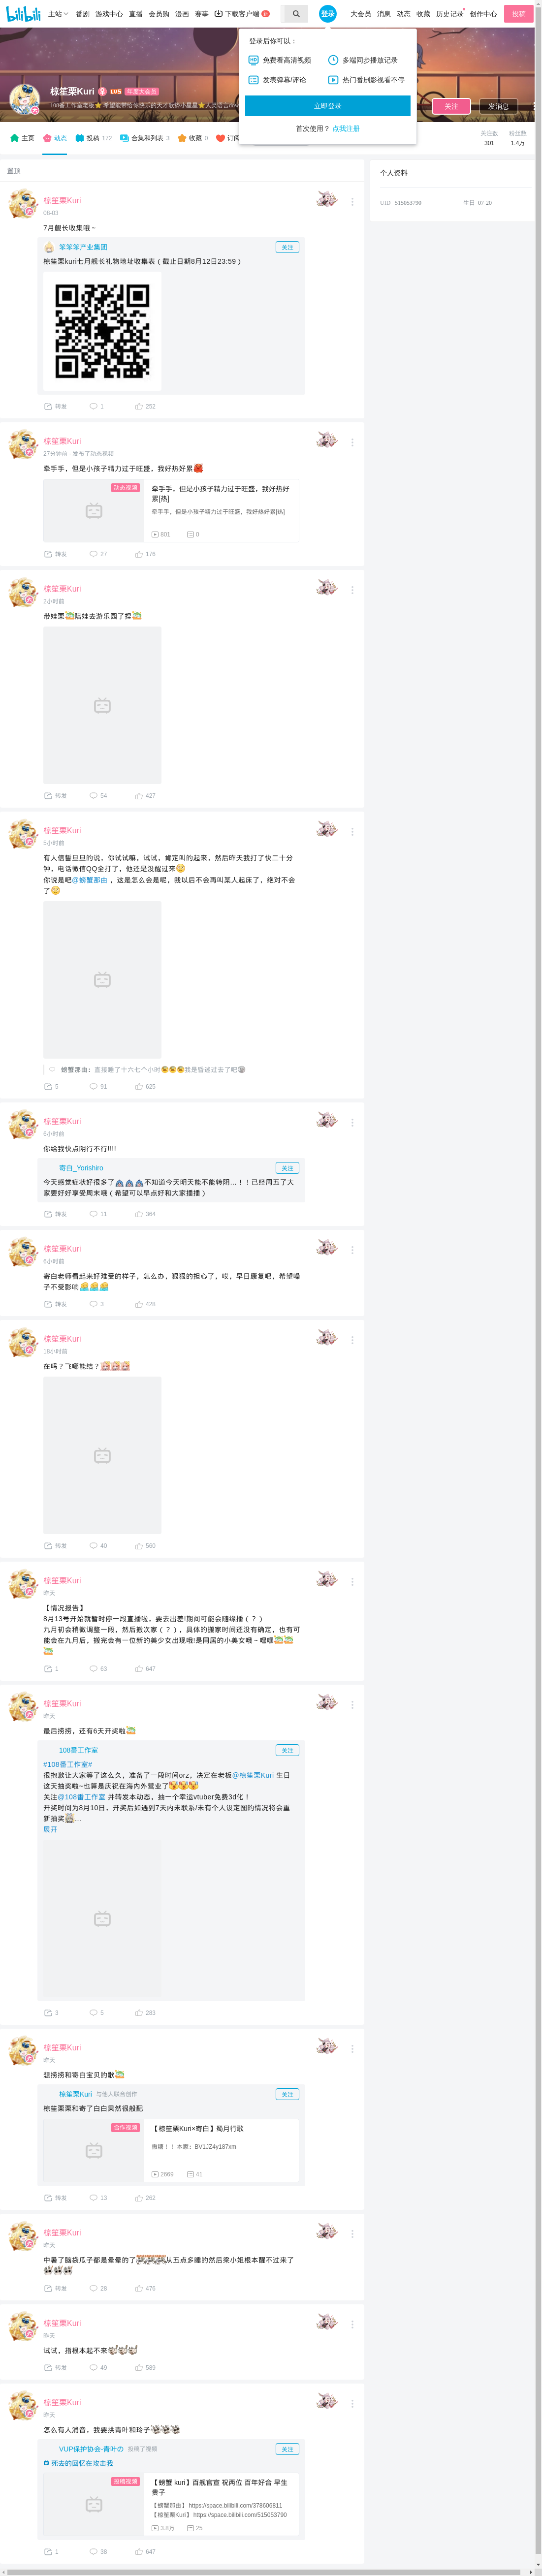 bilibili 主站 番剧 游戏中心 直播 会员购 漫画 赛事 下载客户端 登录 大会员 消息 动态 收藏 历史记录 创作中心 投稿
登录后你可以：
免费看高清视频 多端同步播放记录
发表弹幕/评论 热门番剧影视看不停
立即登录
首次使用？ 点我注册
椋笙栗Kuri LV5 年度大会员
关注 发消息
主页 动态 投稿 172 合集和列表 3 收藏 0 订阅
关注数 粉丝数
301 1.4万
个人资料
UID 515053790 生日 07-20
置顶
椋笙栗Kuri
08-03
7月舰长收集哦~
笨笨笨产业集团 关注
椋笙栗kuri七月舰长礼物地址收集表（截止日期8月12日23:59）
转发 1 252
椋笙栗Kuri
27分钟前 · 发布了动态视频
牵手手，但是小孩子精力过于旺盛，我好热好累
动态视频
牵手手，但是小孩子精力过于旺盛，我好热好累[热]
牵手手，但是小孩子精力过于旺盛，我好热好累[热]
801 0
转发 27 176
椋笙栗Kuri
2小时前
带娃栗陪娃去游乐园了捏
转发 54 427
椋笙栗Kuri
5小时前
有人信誓旦旦的说，你试试嘛，试试，肯定叫的起来，然后昨天我打了快二十分
钟，电话微信QQ全打了，他还是没醒过来
你说是吧@螃蟹那由 ，这是怎么会是呢，我以后不会再叫某人起床了，绝对不会
了
螃蟹那由：直接睡了十六七个小时我是昏迷过去了吧
5 91 625
椋笙栗Kuri
6小时前
你给我快点阴行不行!!!!
寄白_Yorishiro 关注
今天感觉症状好很多了不知道今天明天能不能转阴…！！已经周五了大
家要好好享受周末哦（希望可以早点好和大家播播）
转发 11 364
椋笙栗Kuri
6小时前
寄白老师看起来好难受的样子，怎么办，狠狠的担心了，哎，早日康复吧，希望嗓
子不受影响
转发 3 428
椋笙栗Kuri
18小时前
在吗？飞哪能结？
转发 40 560
椋笙栗Kuri
昨天
【情况报告】
8月13号开始就暂时停一段直播啦，要去出差!期间可能会随缘播（？）
九月初会稍微调整一段，然后搬次家（？），具体的搬家时间还没有确定，也有可
能会在九月后，搬完会有一位新的美少女出现哦!是同居的小美女哦~嘿嘿
1 63 647
椋笙栗Kuri
昨天
最后捞捞，还有6天开奖啦
108番工作室 关注
#108番工作室#
很抱歉让大家等了这么久，准备了一段时间orz，决定在老板@椋笙栗Kuri 生日
这天抽奖啦~也算是庆祝在海内外营业了
关注@108番工作室 并转发本动态，抽一个幸运vtuber免费3d化！
开奖时间为8月10日，开奖后如遇到7天内未联系/未有个人设定图的情况将会重
新抽奖...
展开
3 5 283
椋笙栗Kuri
昨天
想捞捞和寄白宝贝的歌
椋笙栗Kuri 与他人联合创作 关注
椋笙栗栗和寄了白白果然很般配
合作视频
【椋笙栗Kuri×寄白】蜀月行歌
撒糖！！ 本家：BV1JZ4y187xm
2669 41
转发 13 262
椋笙栗Kuri
昨天
中暑了脑袋瓜子都是晕晕的了从五点多睡的然后梁小姐根本醒不过来了
转发 28 476
椋笙栗Kuri
昨天
试试，指根本起不来
转发 49 589
椋笙栗Kuri
昨天
怎么有人消音，我要拱青叶和玲子
VUP保护协会-青叶の 投稿了视频 关注
死去的回忆在攻击我
投稿视频
【螃蟹 kuri】百舰官宣 祝两位 百年好合 早生贵子
【螃蟹那由】 https://space.bilibili.com/378606811
【椋笙栗Kuri】 https://space.bilibili.com/515053790
3.8万 25
1 38 647